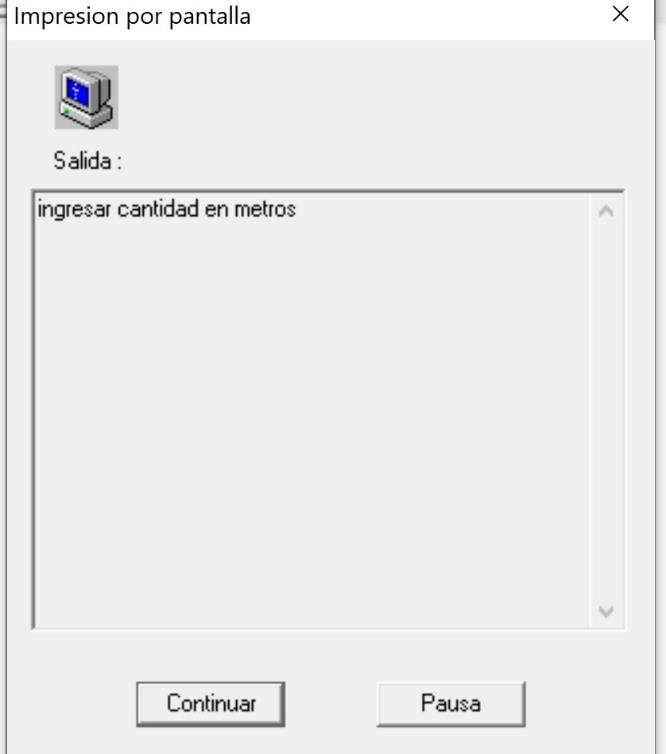 Impresion por pantalla
Salida :
ingresar cantidad en metros
Continuar
Pausa